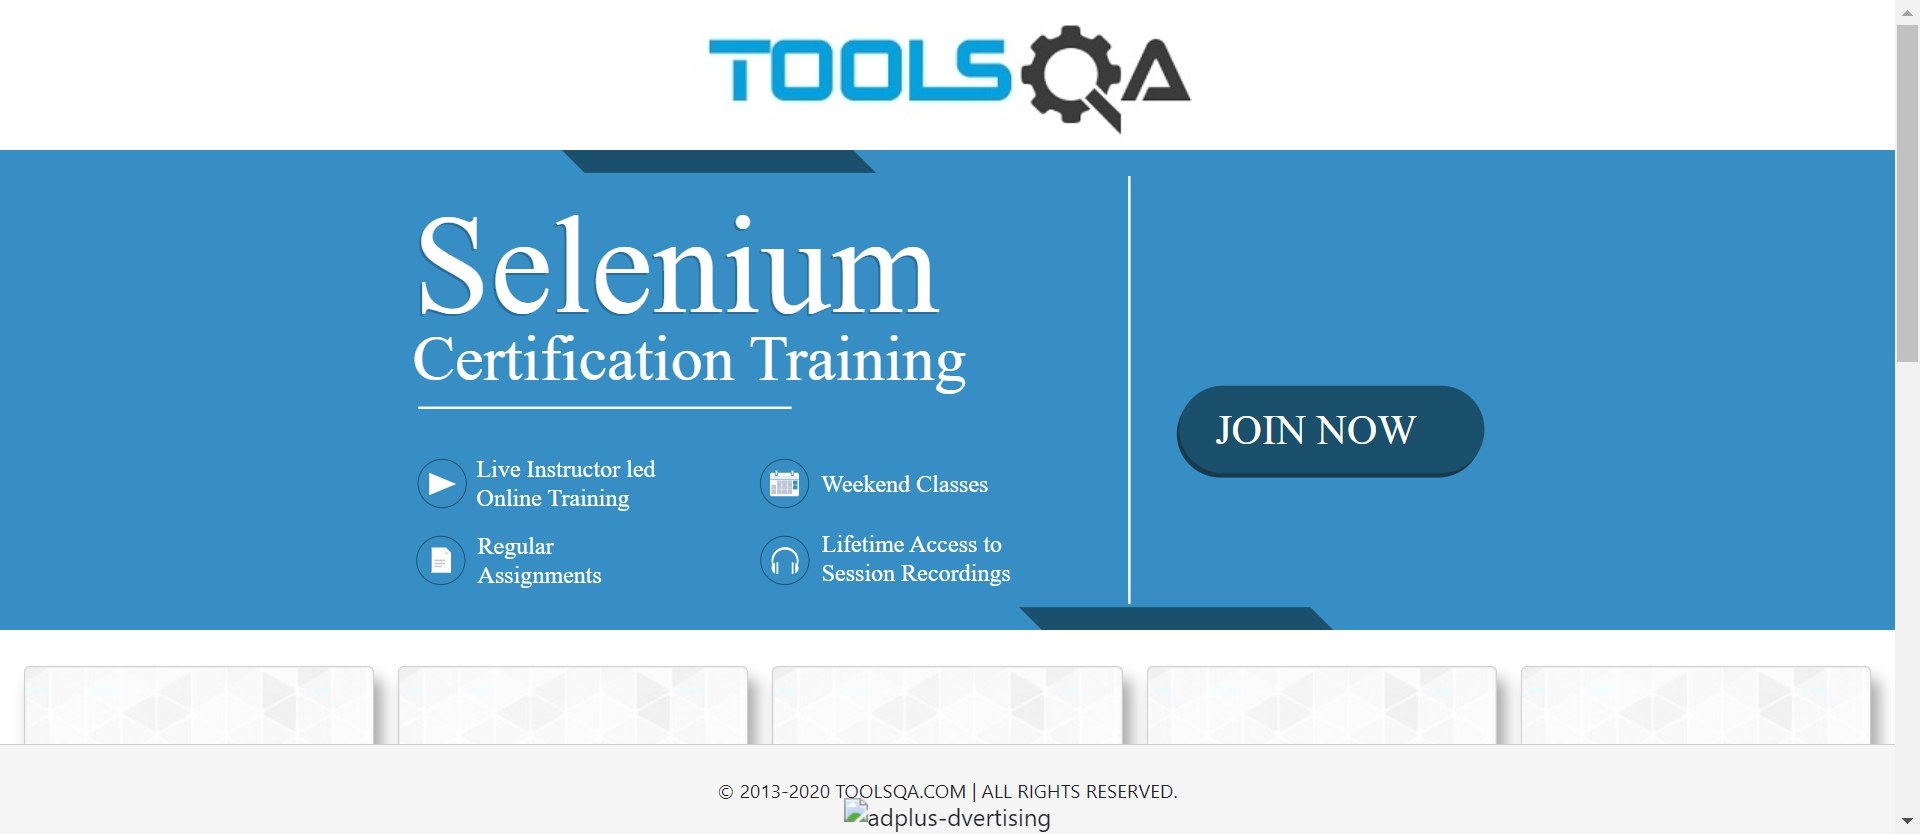 TOOLSQA
Selenium
Certification Training
Live Instructor led
Online Training
Weekend Classes
Regular
Assignments
Lifetime Access to
Session Recordings
JOIN NOW
© 2013-2020 TOOLSQA.COM | ALL RIGHTS RESERVED.
adplus-dvertising